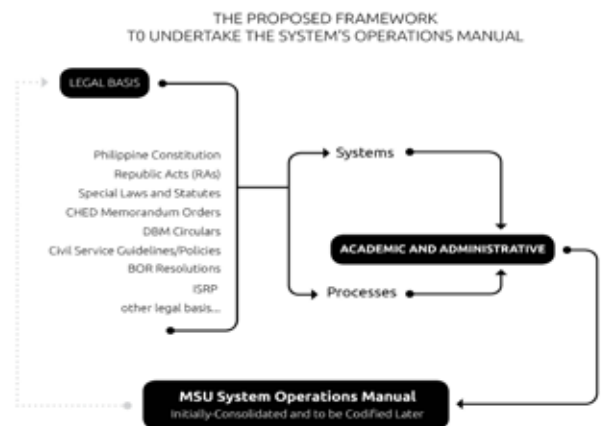 THE PROPOSED FRAMEWORK
T0 UNDERTAKE THE SYSTEM'S OPERATIONS MANUAL
LEGAL BASIS
Philippine Constitution
Republic Acts (RAs)
Special Laws and Statutes
CHED Memorandum Orders
DBM Circulars
Civil Service Guidelines/Policies
BOR Resolutions
ISRP
other legal basis...
Systems
ACADEMIC AND ADMINISTRATIVE
Processes
MSU System Operations Manual
Initially-Consolidated and to be Codified Later